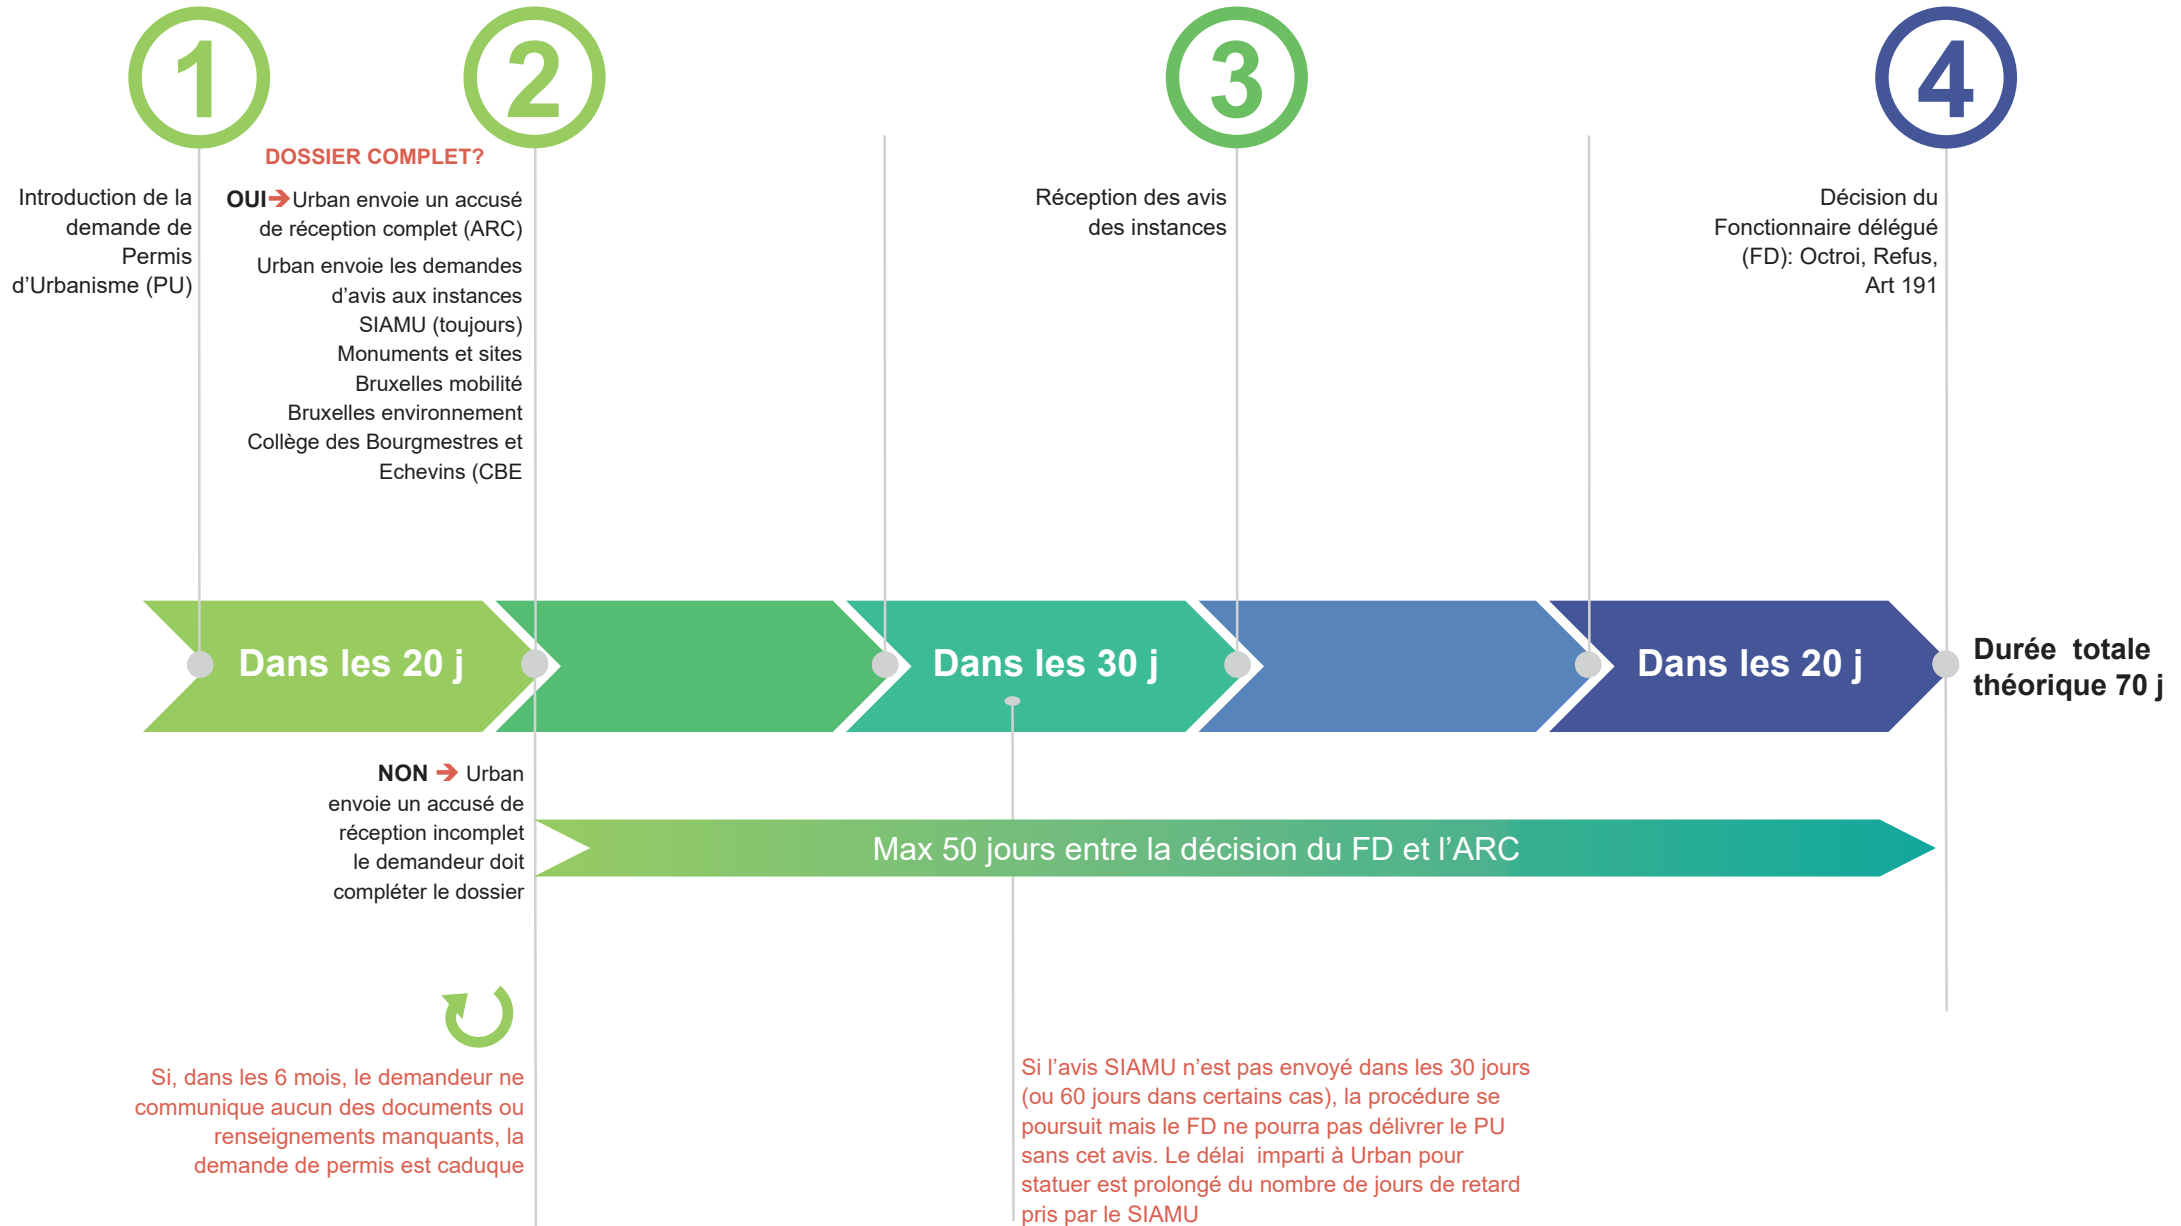 1
2
3
4
Introduction de la
demande de
Permis
d’Urbanisme (PU)
DOSSIER COMPLET?
OUI➔Urban envoie un accusé
de réception complet (ARC)
Urban envoie les demandes
d’avis aux instances
SIAMU (toujours)
Monuments et sites
Bruxelles mobilité
Bruxelles environnement
Collège des Bourgmestres et
Echevins (CBE
Réception des avis
des instances
Décision du
Fonctionnaire délégué
(FD): Octroi, Refus,
Art 191
Dans les 20 j
Dans les 30 j
Dans les 20 j
Durée totale
théorique 70 j
NON ➔ Urban
envoie un accusé de
réception incomplet
le demandeur doit
compléter le dossier
Max 50 jours entre la décision du FD et l’ARC
Si, dans les 6 mois, le demandeur ne
communique aucun des documents ou
renseignements manquants, la
demande de permis est caduque
Si l’avis SIAMU n’est pas envoyé dans les 30 jours
(ou 60 jours dans certains cas), la procédure se
poursuit mais le FD ne pourra pas délivrer le PU
sans cet avis. Le délai imparti à Urban pour
statuer est prolongé du nombre de jours de retard
pris par le SIAMU